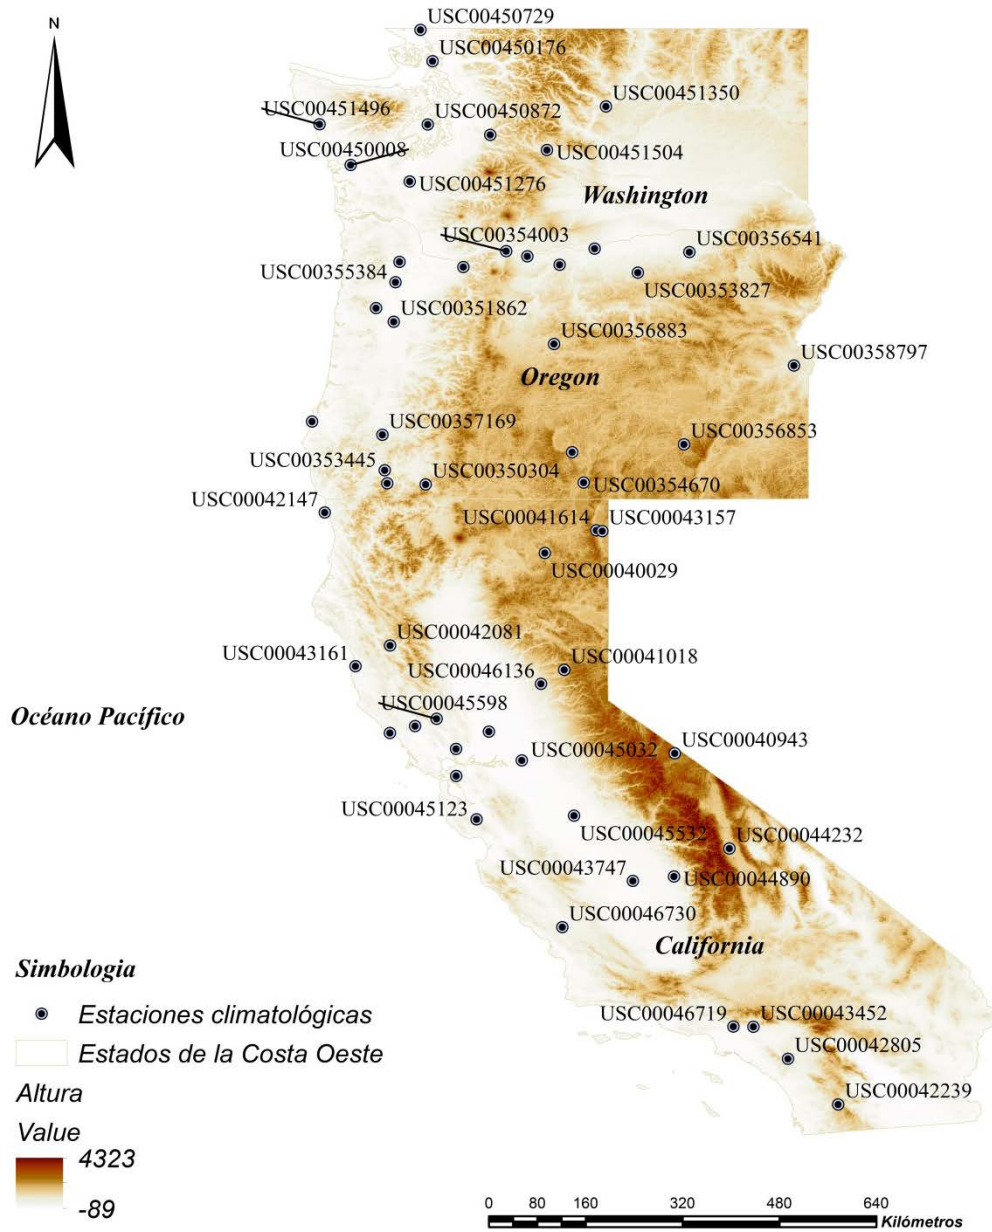 N
USC00450729
USC00450176
USC00451350
USC00451496
USC00450872
USC00450008
USC00451504
USC00451276
Washington
USC00354003
USC00356541
USC00355384
USC00353827
USC00351862
USC00356883
USC00358797
Oregon
USC00357169
USC00356853
USC00353445
USC00350304
USC00354670
USC00042147
USC00041614
USC00043157
USC00040029
USC00042081
USC00043161
USC00041018
USC00046136
USC00045598
Océano Pacífico
USC00045032
USC00040943
USC00045123
USC00045532
USC00044232
USC00043747
USC00044890
USC00046730
California
Simbologia
Estaciones climatológicas
USC00046719
USC00043452
Estados de la Costa Oeste
USC00042805
Altura
USC00042239
Value
4323
-89
0 80 160 320 480 640
Kilómetros